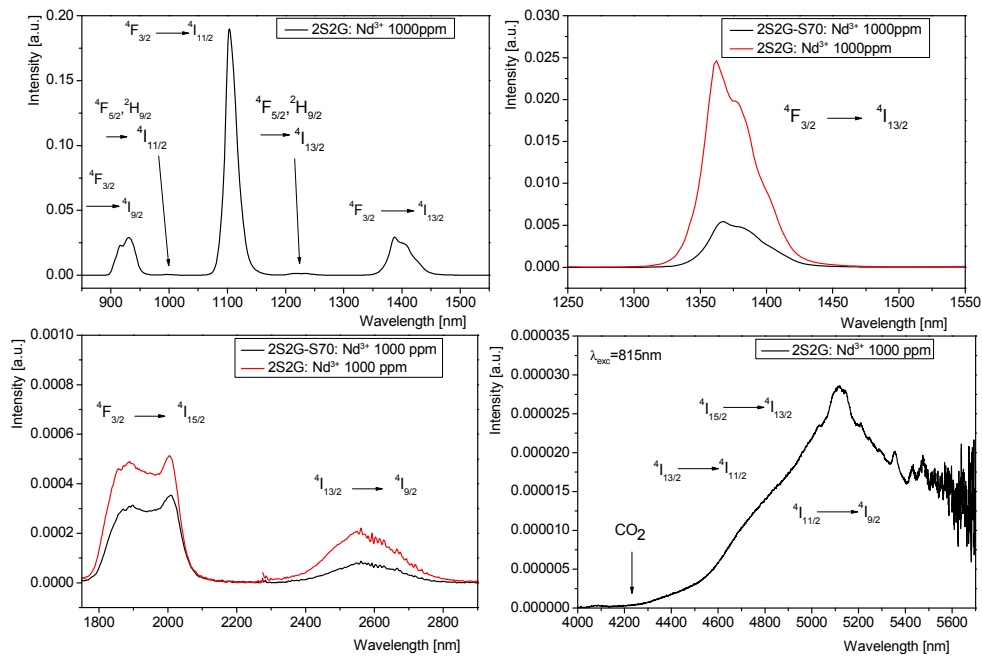 2S2G: Nd³⁺ 1000ppm
⁴F₃/₂ ⟶ ⁴I₁₁/₂
⁴F₅/₂,²H₉/₂
⟶ ⁴I₁₁/₂
⁴F₅/₂,²H₉/₂
⟶ ⁴I₁₃/₂
⁴F₃/₂
⟶ ⁴I₉/₂
⁴F₃/₂ ⟶ ⁴I₁₃/₂
Intensity [a.u.]
0.20
0.15
0.10
0.05
0.00
900 1000 1100 1200 1300 1400 1500
Wavelength [nm]
2S2G-S70: Nd³⁺ 1000ppm
2S2G: Nd³⁺ 1000ppm
⁴F₃/₂ ⟶ ⁴I₁₃/₂
Intensity [a.u.]
0.030
0.025
0.020
0.015
0.010
0.005
0.000
1250 1300 1350 1400 1450 1500 1550
Wavelength [nm]
2S2G-S70: Nd³⁺ 1000 ppm
2S2G: Nd³⁺ 1000 ppm
⁴F₃/₂ ⟶ ⁴I₁₅/₂
⁴I₁₃/₂ ⟶ ⁴I₉/₂
Intensity [a.u.]
0.0010
0.0008
0.0006
0.0004
0.0002
0.0000
1800 2000 2200 2400 2600 2800
Wavelength [nm]
λexc=815nm
2S2G: Nd³⁺ 1000 ppm
⁴I₁₅/₂ ⟶ ⁴I₁₃/₂
⁴I₁₃/₂ ⟶ ⁴I₁₁/₂
⁴I₁₁/₂ ⟶ ⁴I₉/₂
CO₂
Intensity [a.u.]
0.000035
0.000030
0.000025
0.000020
0.000015
0.000010
0.000005
0.000000
4000 4200 4400 4600 4800 5000 5200 5400 5600
Wavelength [nm]